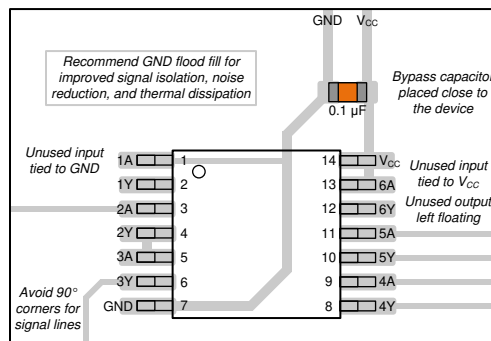 GND VCC
Recommend GND flood fill for
improved signal isolation, noise
reduction, and thermal dissipation
Bypass capacitor
placed close to
the device
0.1 µF
Unused input
tied to GND
1A 1 14 VCC
1Y 2 13 6A
2A 3 12 6Y
2Y 4 11 5A
3A 5 10 5Y
3Y 6 9 4A
GND 7 8 4Y
Unused input
tied to VCC
Unused output
left floating
Avoid 90°
corners for
signal lines